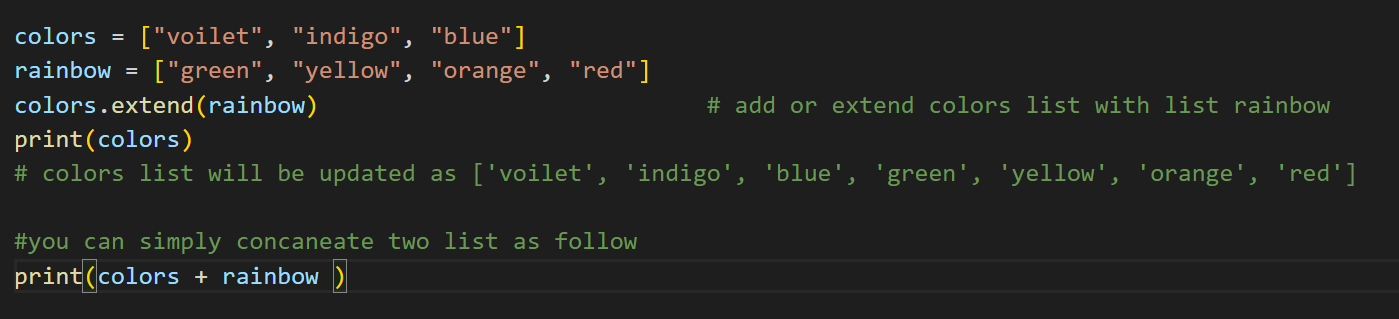 colors = ["voilet", "indigo", "blue"]
rainbow = ["green", "yellow", "orange", "red"]
colors.extend(rainbow)                            # add or extend colors list with list rainbow
print(colors)
# colors list will be updated as ['voilet', 'indigo', 'blue', 'green', 'yellow', 'orange', 'red']
#you can simply concaneate two list as follow
print(colors + rainbow )